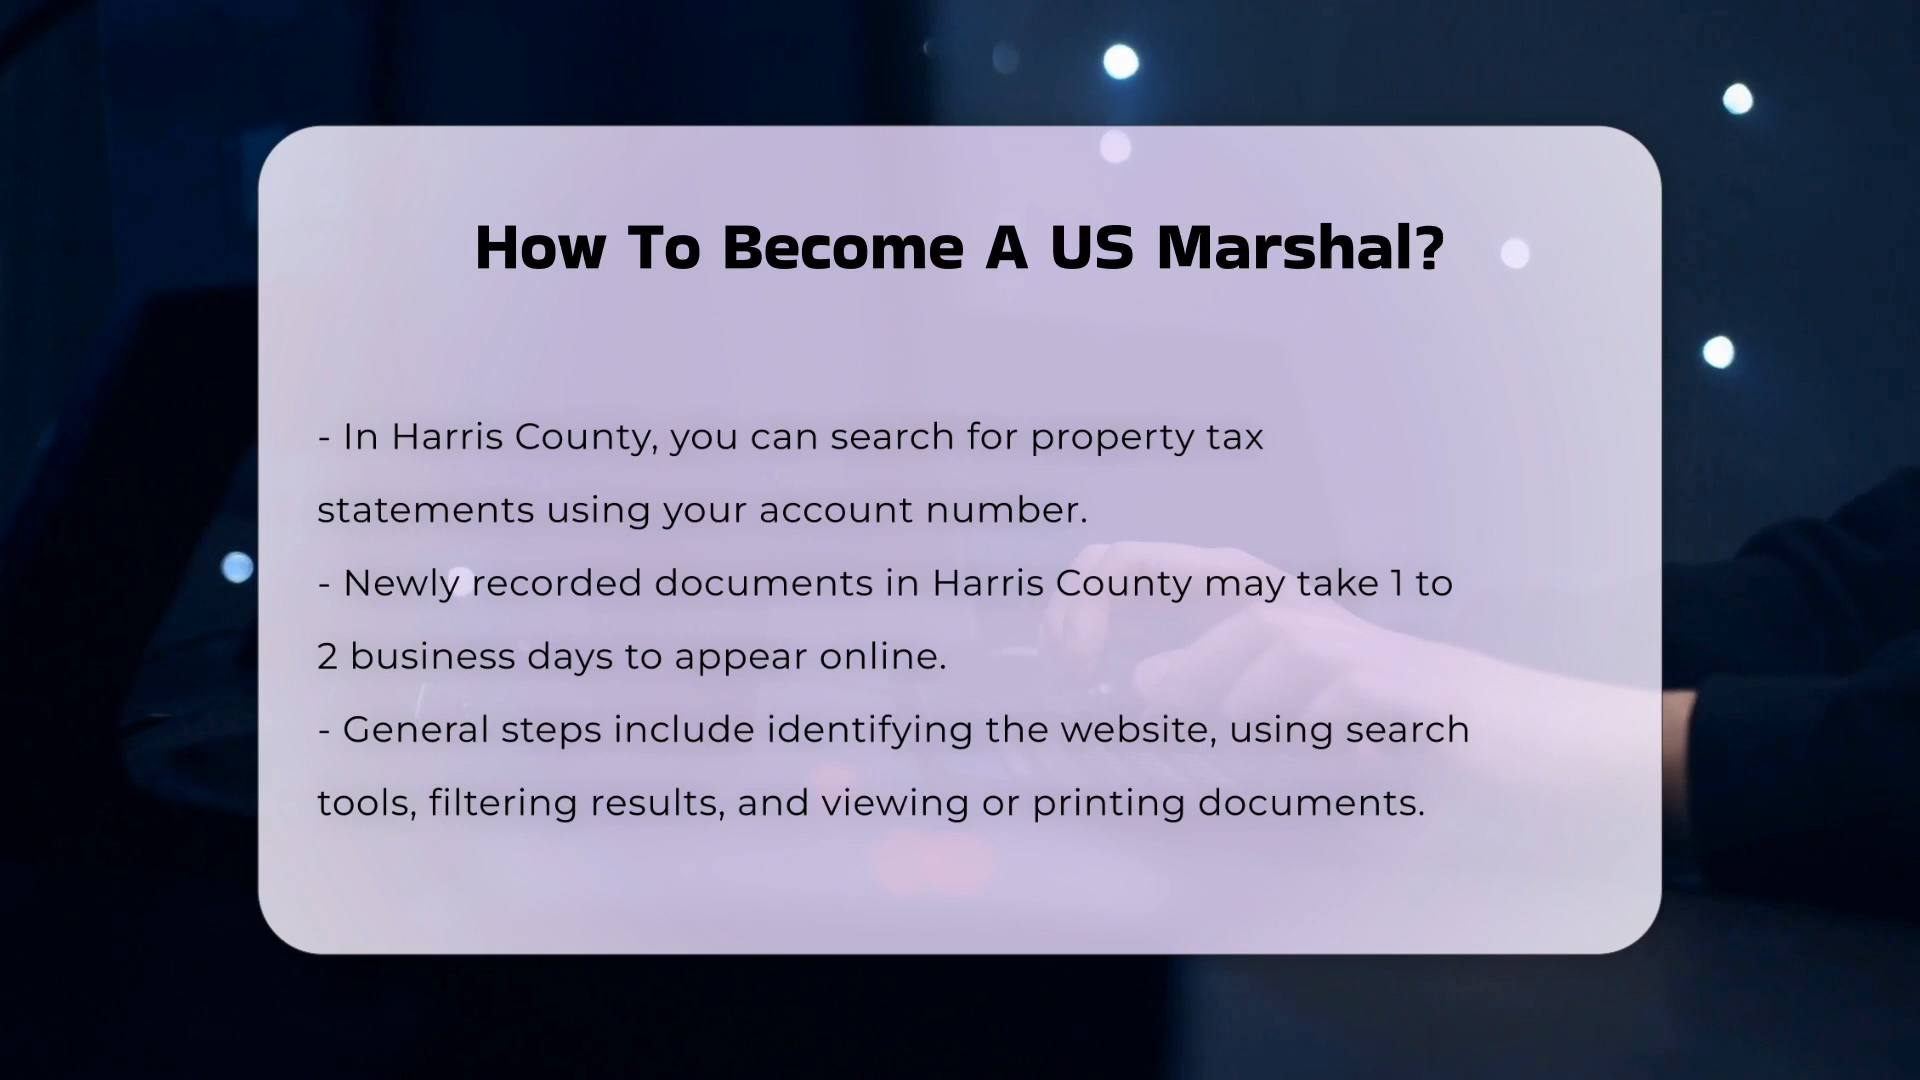 How To Become A US Marshal?
- In Harris County, you can search for property tax
statements using your account number.
- Newly recorded documents in Harris County may take 1 to
2 business days to appear online.
- General steps include identifying the website, using search
tools, filtering results, and viewing or printing documents.